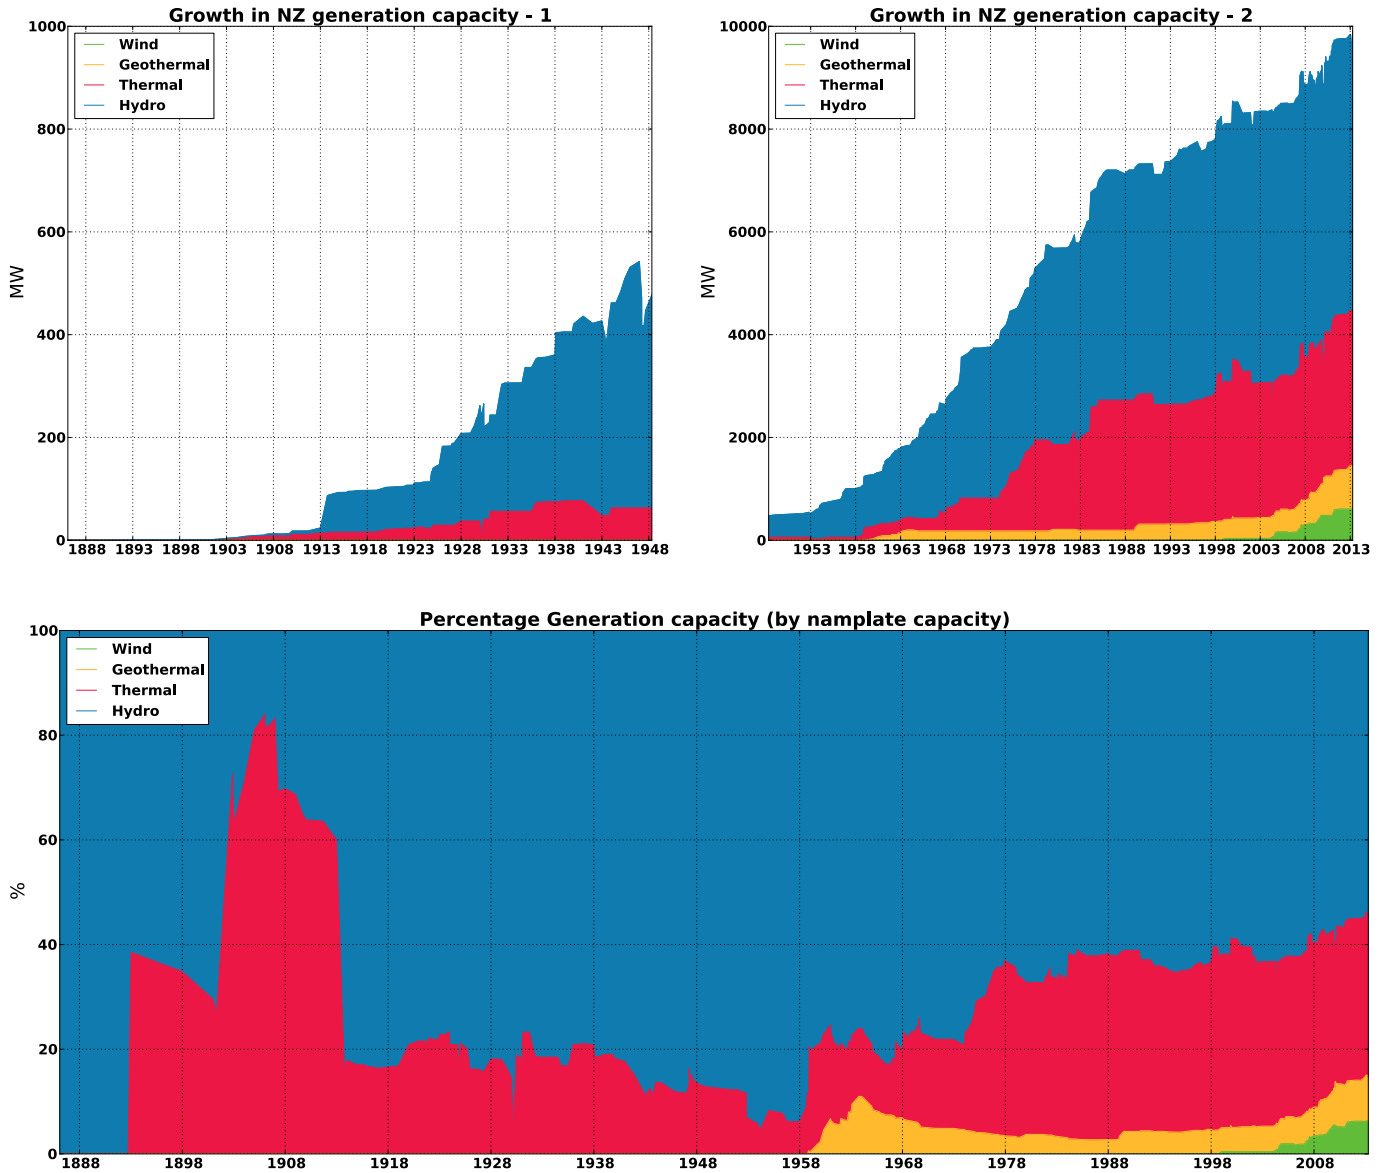 Growth in NZ generation capacity - 1
1000
800
600
400
200
0
MW
Wind
Geothermal
Thermal
Hydro
1888 1893 1898 1903 1908 1913 1918 1923 1928 1933 1938 1943 1948
Growth in NZ generation capacity - 2
10000
8000
6000
4000
2000
0
MW
Wind
Geothermal
Thermal
Hydro
1953 1958 1963 1968 1973 1978 1983 1988 1993 1998 2003 2008 2013
Percentage Generation capacity (by namplate capacity)
100
80
60
40
20
0
%
Wind
Geothermal
Thermal
Hydro
1888 1898 1908 1918 1928 1938 1948 1958 1968 1978 1988 1998 2008